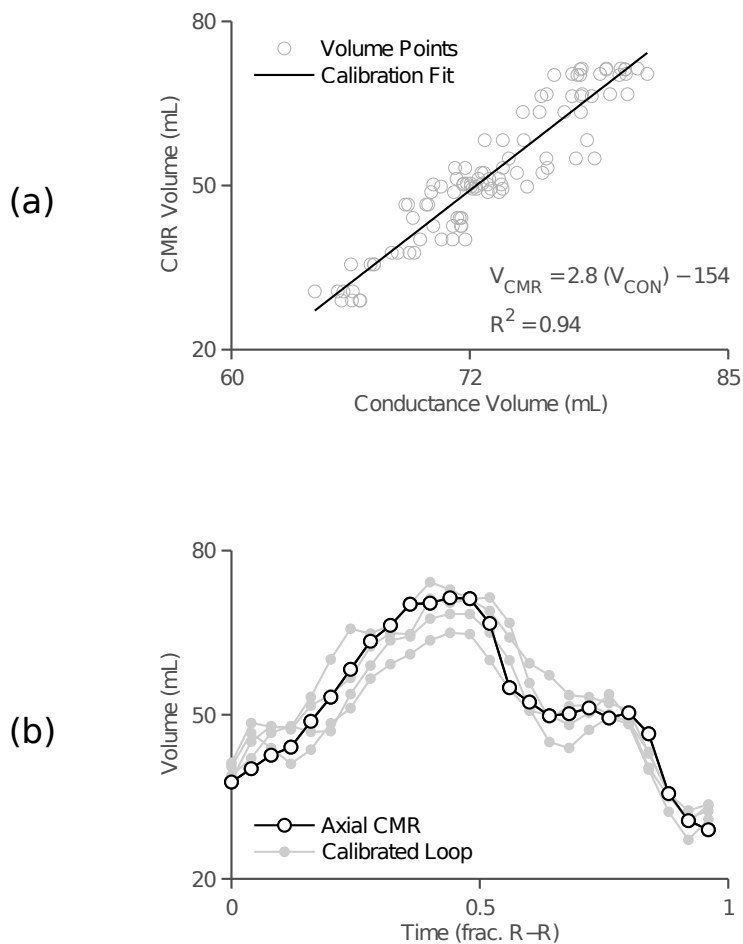 (a)
80
50
20
CMR Volume (mL)
Volume Points
Calibration Fit
V_CMR = 2.8 (V_CON) − 154
R² = 0.94
60 72 85
Conductance Volume (mL)
(b)
80
50
20
Volume (mL)
Axial CMR
Calibrated Loop
0 0.5 1
Time (frac. R−R)